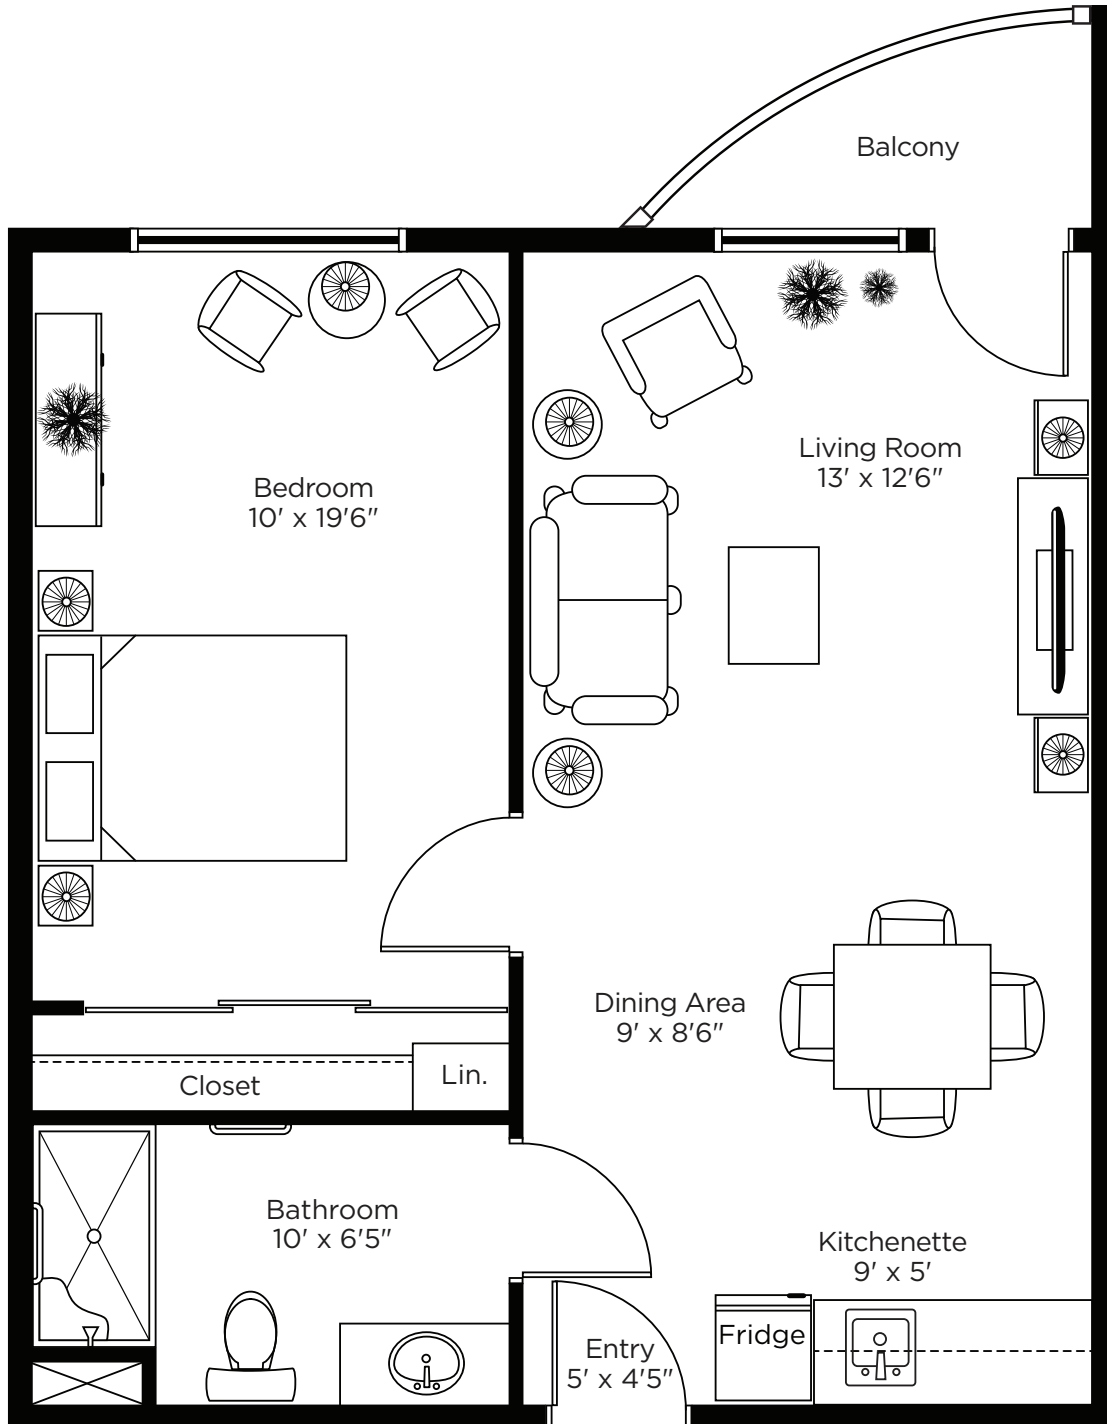 Balcony
Living Room
13' x 12'6"
Bedroom
10' x 19'6"
Dining Area
9' x 8'6"
Closet
Lin.
Bathroom
10' x 6'5"
Kitchenette
9' x 5'
Fridge
Entry
5' x 4'5"